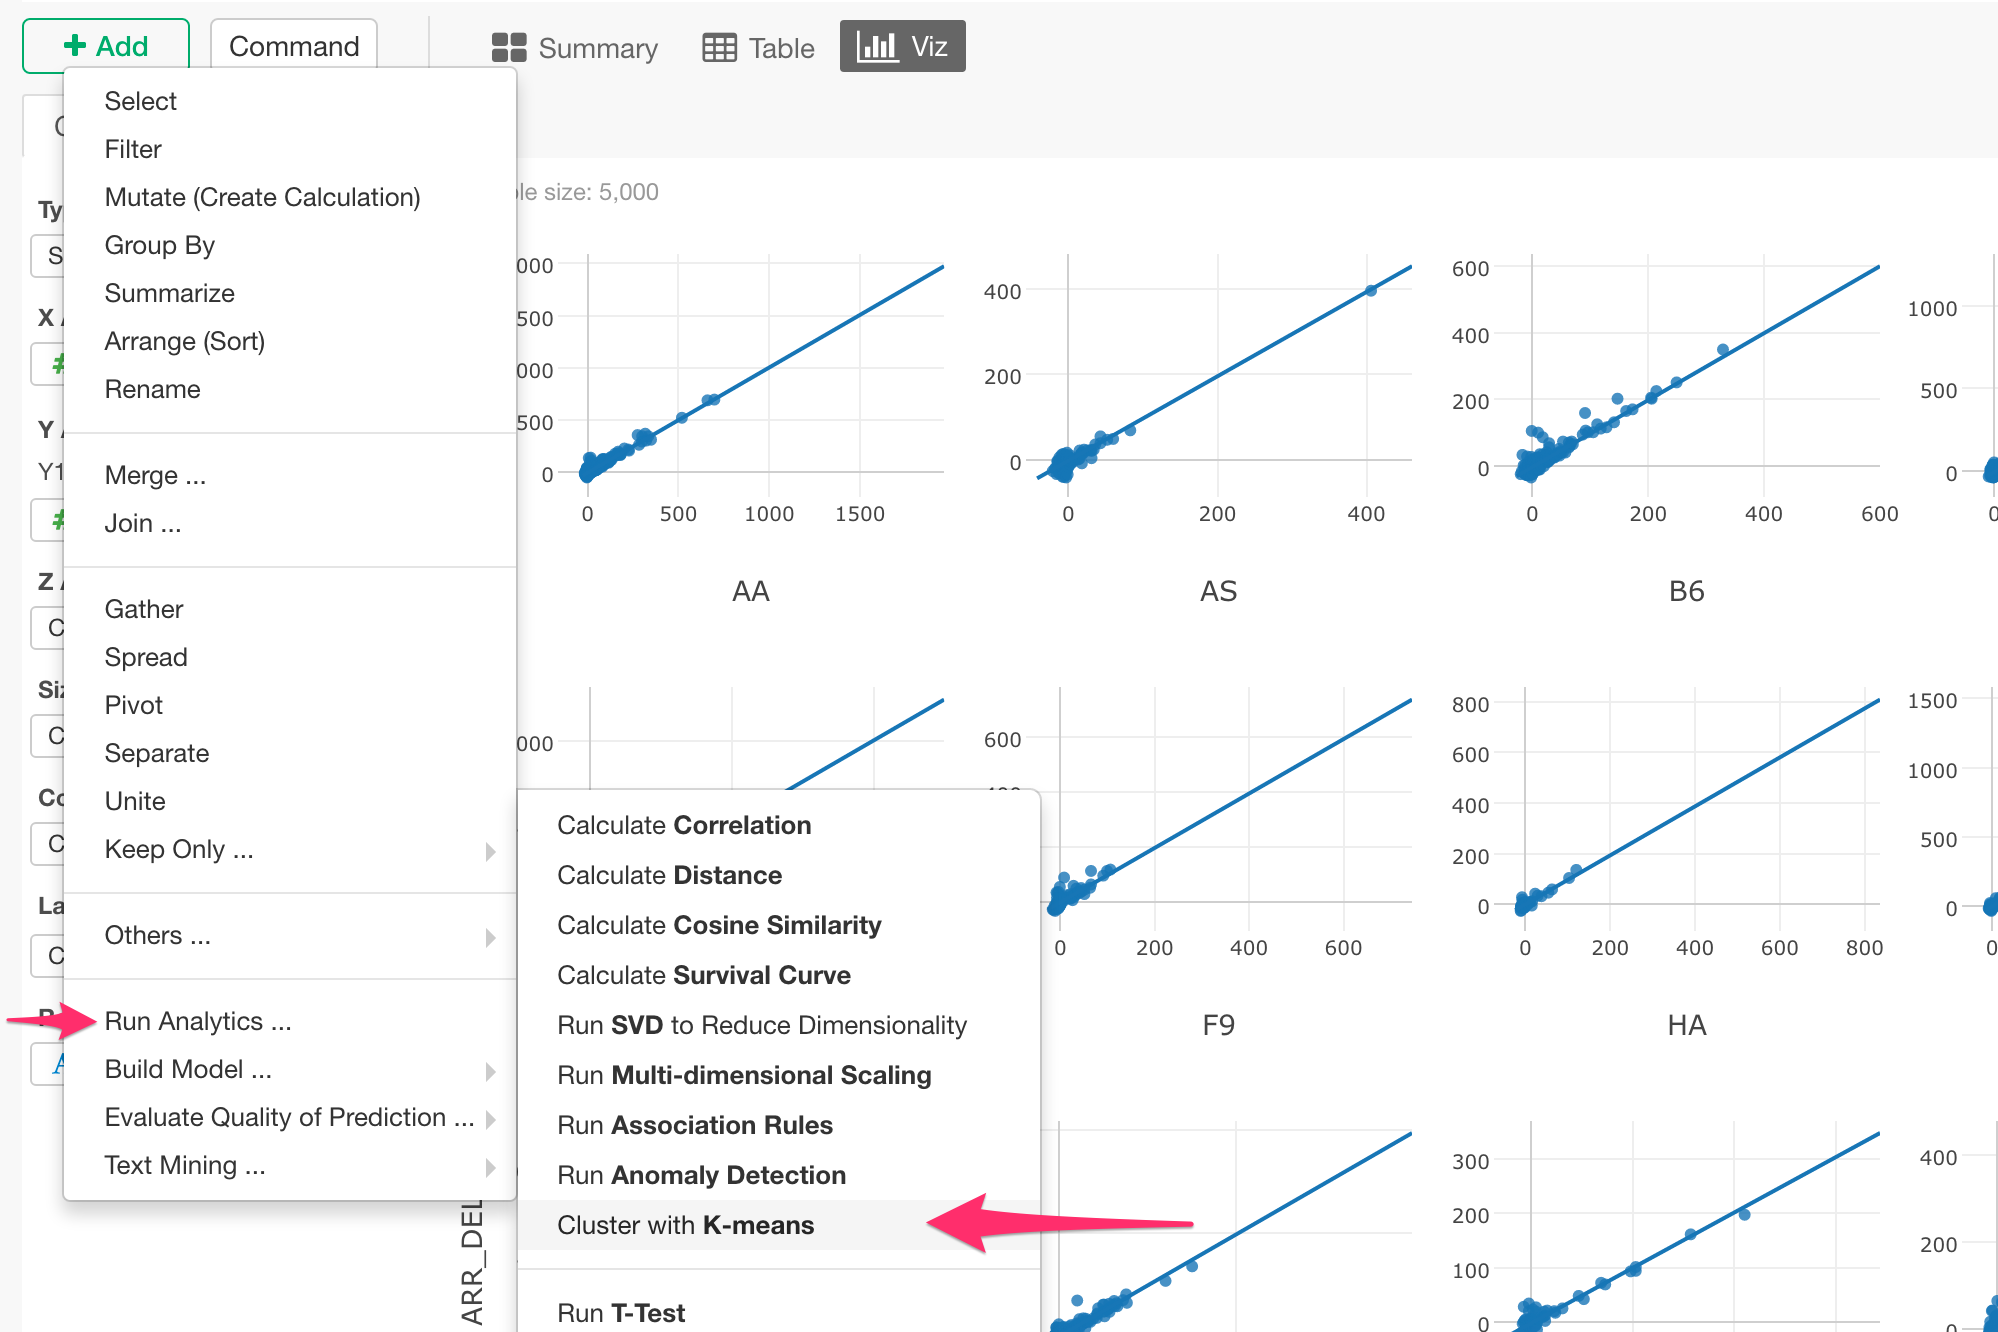 Add
Command
Summary
Table
Viz
Select
Filter
Mutate (Create Calculation)
Group By
Summarize
Arrange (Sort)
Rename
Merge ...
Join ...
Gather
Spread
Pivot
Separate
Unite
Keep Only ...
Others ...
Run Analytics ...
Build Model ...
Evaluate Quality of Prediction ...
Text Mining ...
Calculate Correlation
Calculate Distance
Calculate Cosine Similarity
Calculate Survival Curve
Run SVD to Reduce Dimensionality
Run Multi-dimensional Scaling
Run Association Rules
Run Anomaly Detection
Cluster with K-means
Run T-Test
X
Y
Y1
Z
size: 5,000
500
000
500
0
0 500 1000 1500
AA
400
200
0
0 200 400
AS
600
400
200
0
0 200 400 600
B6
1000
500
0
0
600
0 200 400 600
F9
800
600
400
200
0
0 200 400 600 800
HA
1500
1000
500
0
0
ARR_DEL
300
200
100
0
400
200
0